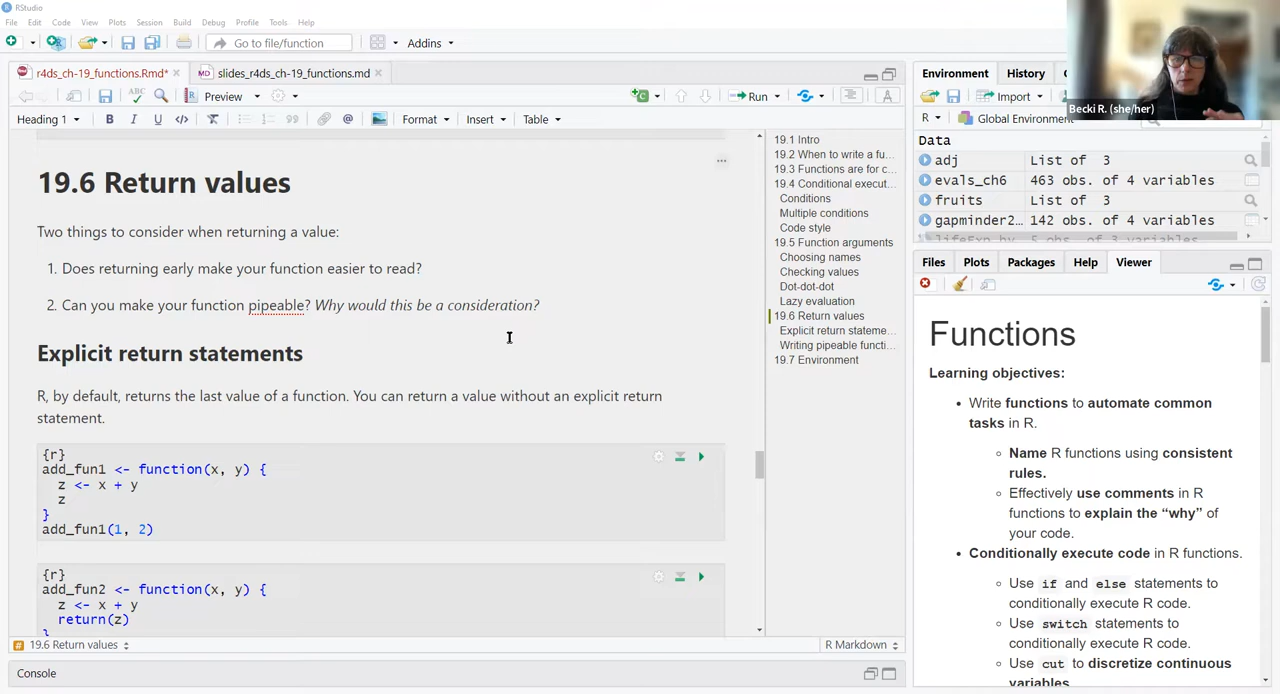 RStudio
File Edit Code View Plots Session Build Debug Profile Tools Help
Go to file/function
Addins
r4ds_ch-19_functions.Rmd*
slides_r4ds_ch-19_functions.md
Preview
Run
Heading 1
B I U </>
Format
Insert
Table
19.6 Return values
Two things to consider when returning a value:
1. Does returning early make your function easier to read?
2. Can you make your function pipeable? Why would this be a consideration?
Explicit return statements
R, by default, returns the last value of a function. You can return a value without an explicit return
statement.
{r}
add_fun1 <- function(x, y) {
z <- x + y
z
}
add_fun1(1, 2)
{r}
add_fun2 <- function(x, y) {
z <- x + y
return(z)
}
19.6 Return values
R Markdown
Console
19.1 Intro
19.2 When to write a fu...
19.3 Functions are for c...
19.4 Conditional execut...
Conditions
Multiple conditions
Code style
19.5 Function arguments
Choosing names
Checking values
Dot-dot-dot
Lazy evaluation
19.6 Return values
Explicit return stateme...
Writing pipeable functi...
19.7 Environment
Becki R. (she/her)
Environment
History
Import
R
Global Environm
Data
adj List of 3
evals_ch6 463 obs. of 4 variables
fruits List of 3
gapminder2... 142 obs. of 4 variables
Files
Plots
Packages
Help
Viewer
Functions
Learning objectives:
• Write functions to automate common
tasks in R.
◦ Name R functions using consistent
rules.
◦ Effectively use comments in R
functions to explain the “why” of
your code.
• Conditionally execute code in R functions.
◦ Use if and else statements to
conditionally execute R code.
◦ Use switch statements to
conditionally execute R code.
◦ Use cut to discretize continuous
variables.